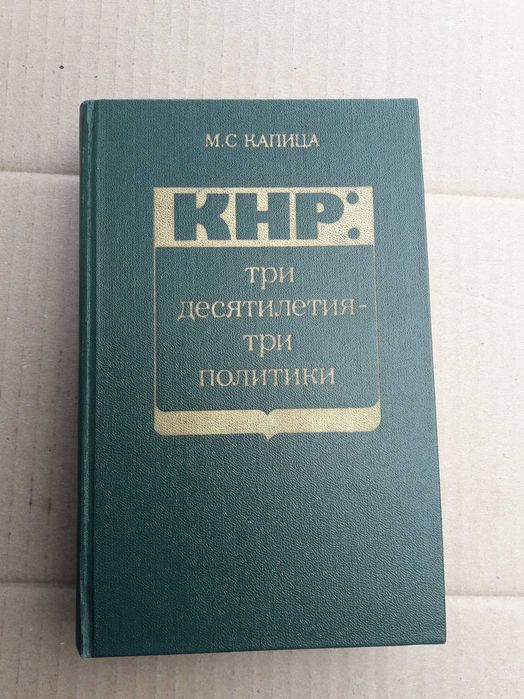 М.С КАПИЦА
КНР:
три
десятилетия-
три
политики